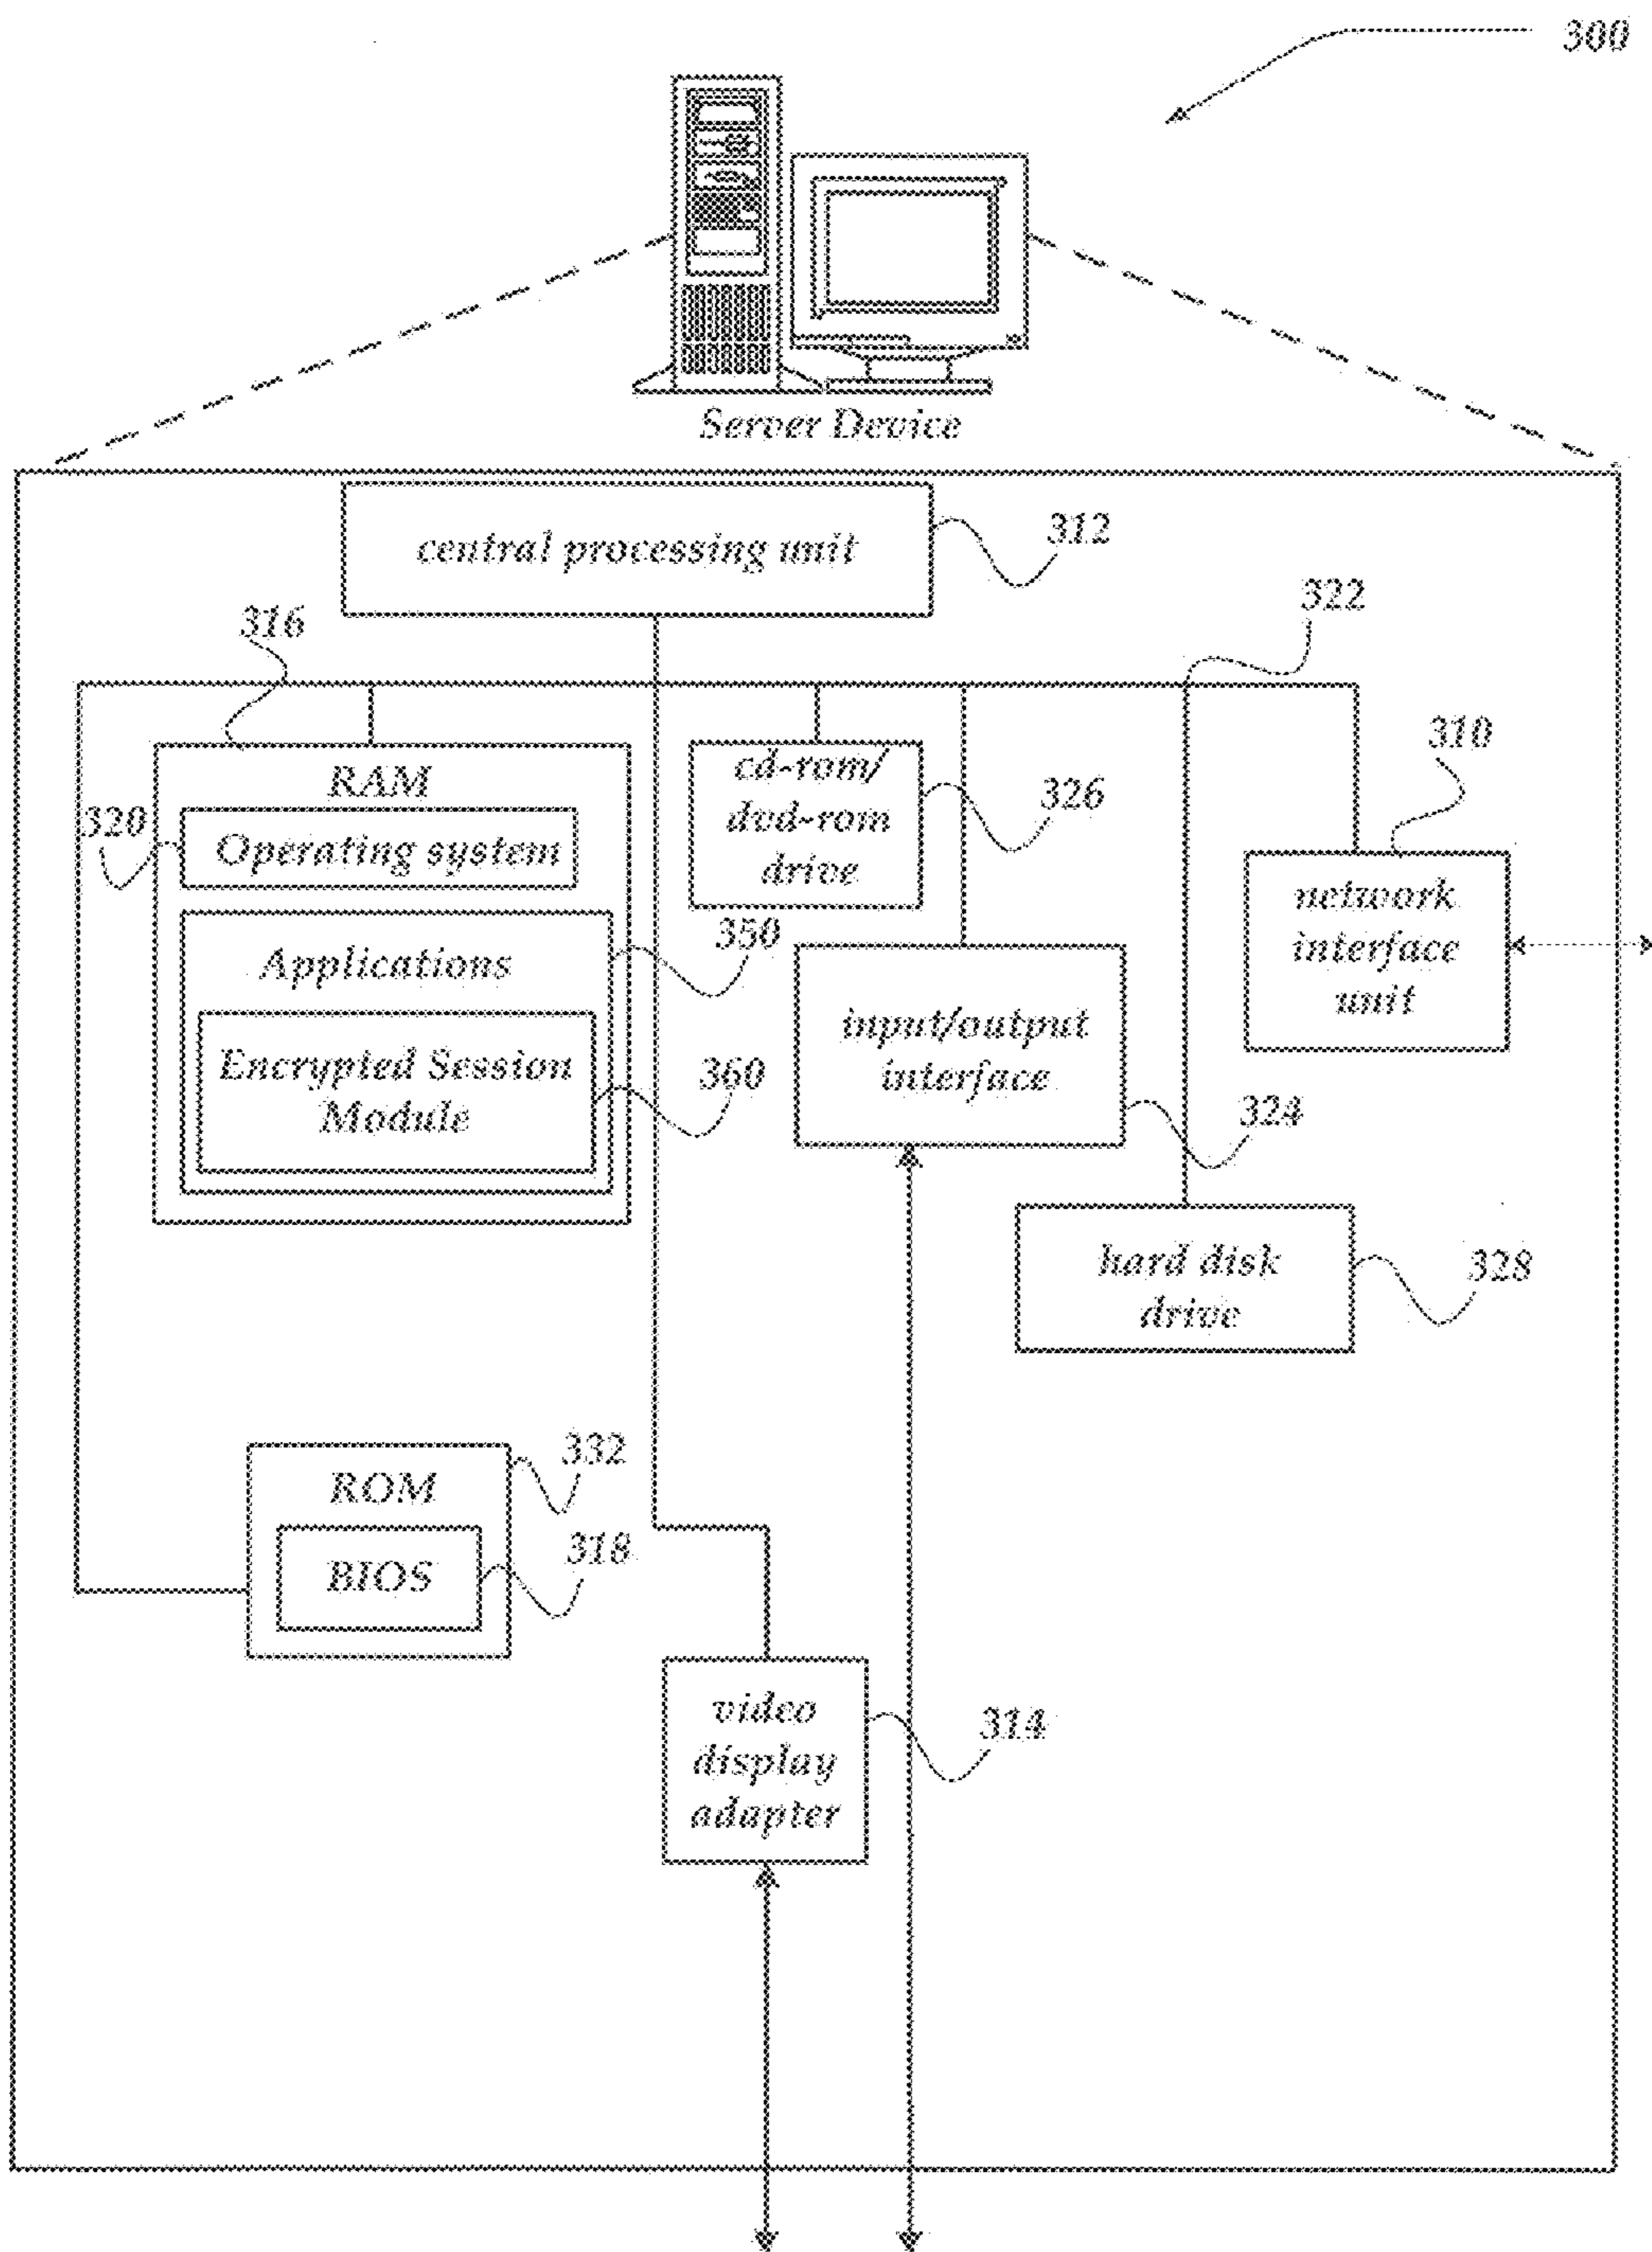 300
Server Device
central processing unit
312
322
316
310
RAM
cd-rom/
dvd-rom
drive
326
320
Operating system
network
interface
unit
350
Applications
input/output
interface
Encrypted Session
Module
360
324
hard disk
drive
328
332
ROM
318
BIOS
video
display
adapter
314